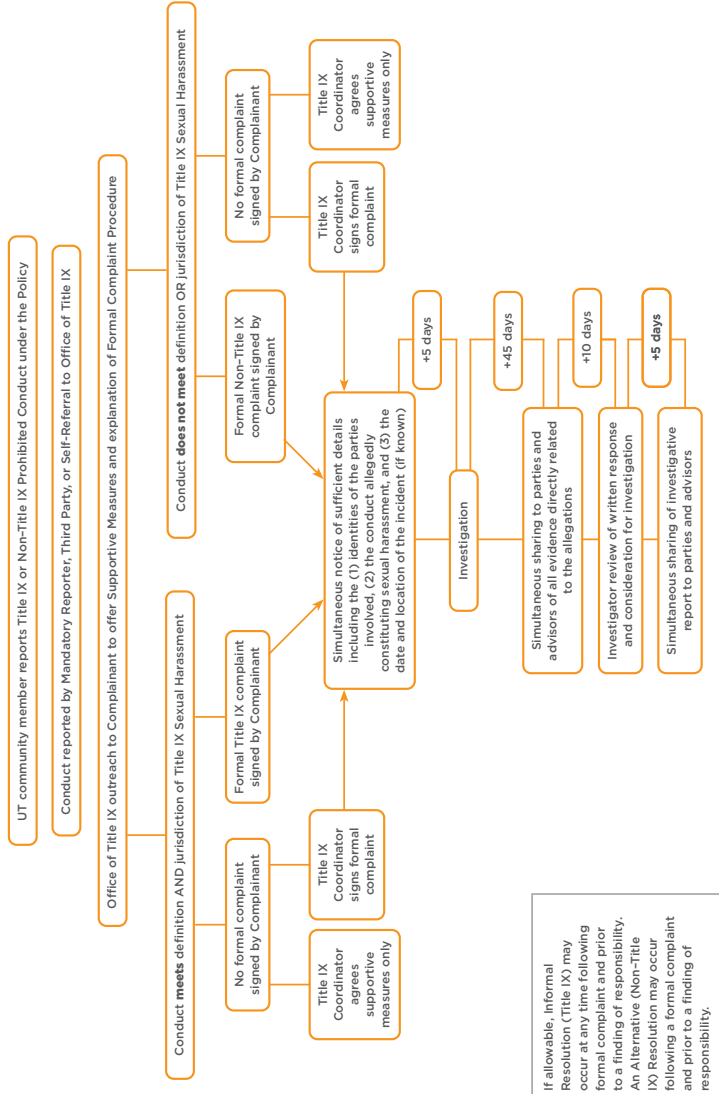 UT community member reports Title IX or Non-Title IX Prohibited Conduct under the Policy
Conduct reported by Mandatory Reporter, Third Party, or Self-Referral to Office of Title IX
Office of Title IX outreach to Complainant to offer Supportive Measures and explanation of Formal Complaint Procedure
Conduct meets definition AND jurisdiction of Title IX Sexual Harassment
Conduct does not meet definition OR jurisdiction of Title IX Sexual Harassment
No formal complaint
signed by Complainant
Formal Title IX complaint
signed by Complainant
Formal Non-Title IX
complaint signed by
Complainant
No formal complaint
signed by Complainant
Title IX
Coordinator
agrees
supportive
measures only
Title IX
Coordinator
signs formal
complaint
Simultaneous notice of sufficient details
including the (1) identities of the parties
involved, (2) the conduct allegedly
constituting sexual harassment, and (3) the
date and location of the incident (if known)
Title IX
Coordinator
signs formal
complaint
Title IX
Coordinator
agrees
supportive
measures only
+5 days
Investigation
+45 days
Simultaneous sharing to parties and
advisors of all evidence directly related
to the allegations
+10 days
Investigator review of written response
and consideration for investigation
+5 days
Simultaneous sharing of investigative
report to parties and advisors
If allowable, Informal
Resolution (Title IX) may
occur at any time following
formal complaint and prior
to a finding of responsibility.
An Alternative (Non-Title
IX) Resolution may occur
following a formal complaint
and prior to a finding of
responsibility.